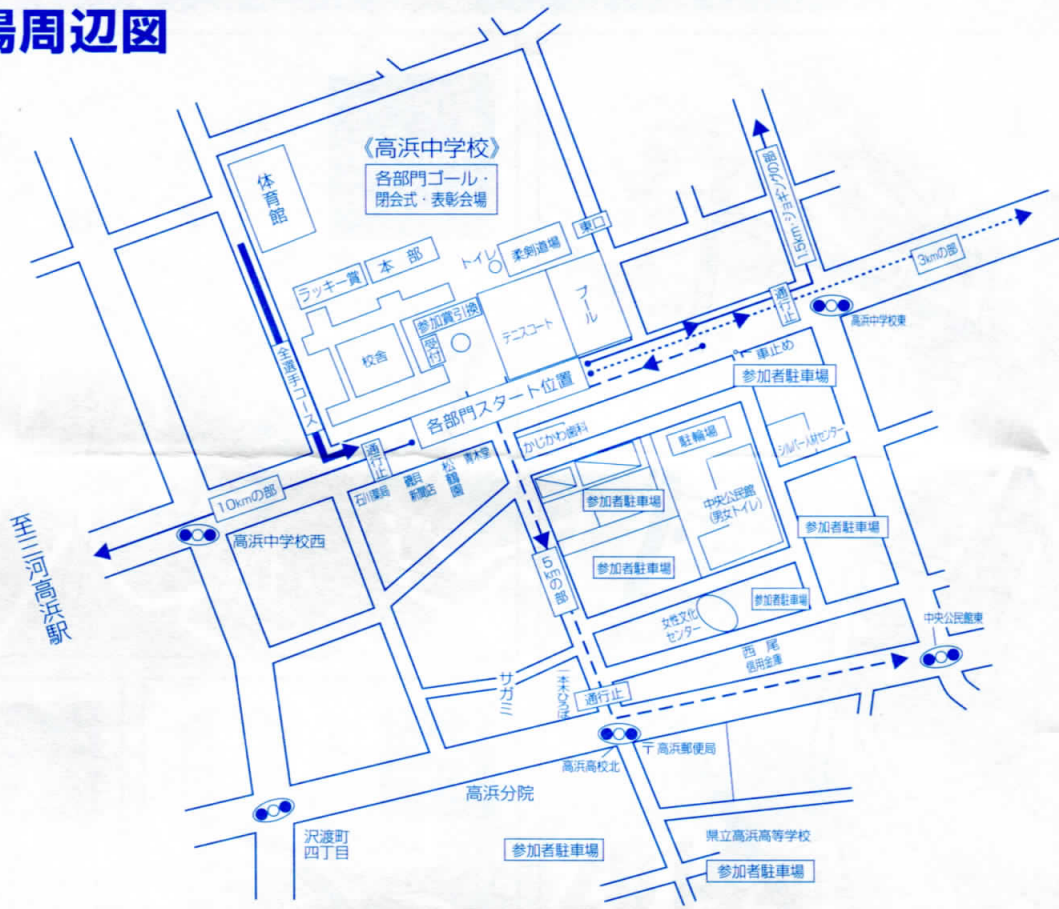 場周辺図
《高浜中学校》
各部門ゴール・
閉会式・表彰会場
体育館
東口
トイレ
柔剣道場
本部
ラッキー賞
プール
テニスコート
参加賞引換
受付
校舎
全選手コース
1.5km・ジョギングの部
3kmの部
通行止
高浜中学校東
車止め
参加者駐車場
各部門スタート位置
通行止
10kmの部
石川薬局
磯貝
新聞店
松鶴園
青木堂
かじかわ歯科
駐輪場
シルバー人材センター
参加者駐車場
中央公民館
(男女トイレ)
参加者駐車場
高浜中学校西
至三河高浜駅
5kmの部
参加者駐車場
参加者駐車場
女性文化
センター
中央公民館東
西尾
信用金庫
サガミ
一本木ひろば
通行止
〒高浜郵便局
高浜高校北
高浜分院
沢渡町
四丁目
県立高浜高等学校
参加者駐車場
参加者駐車場